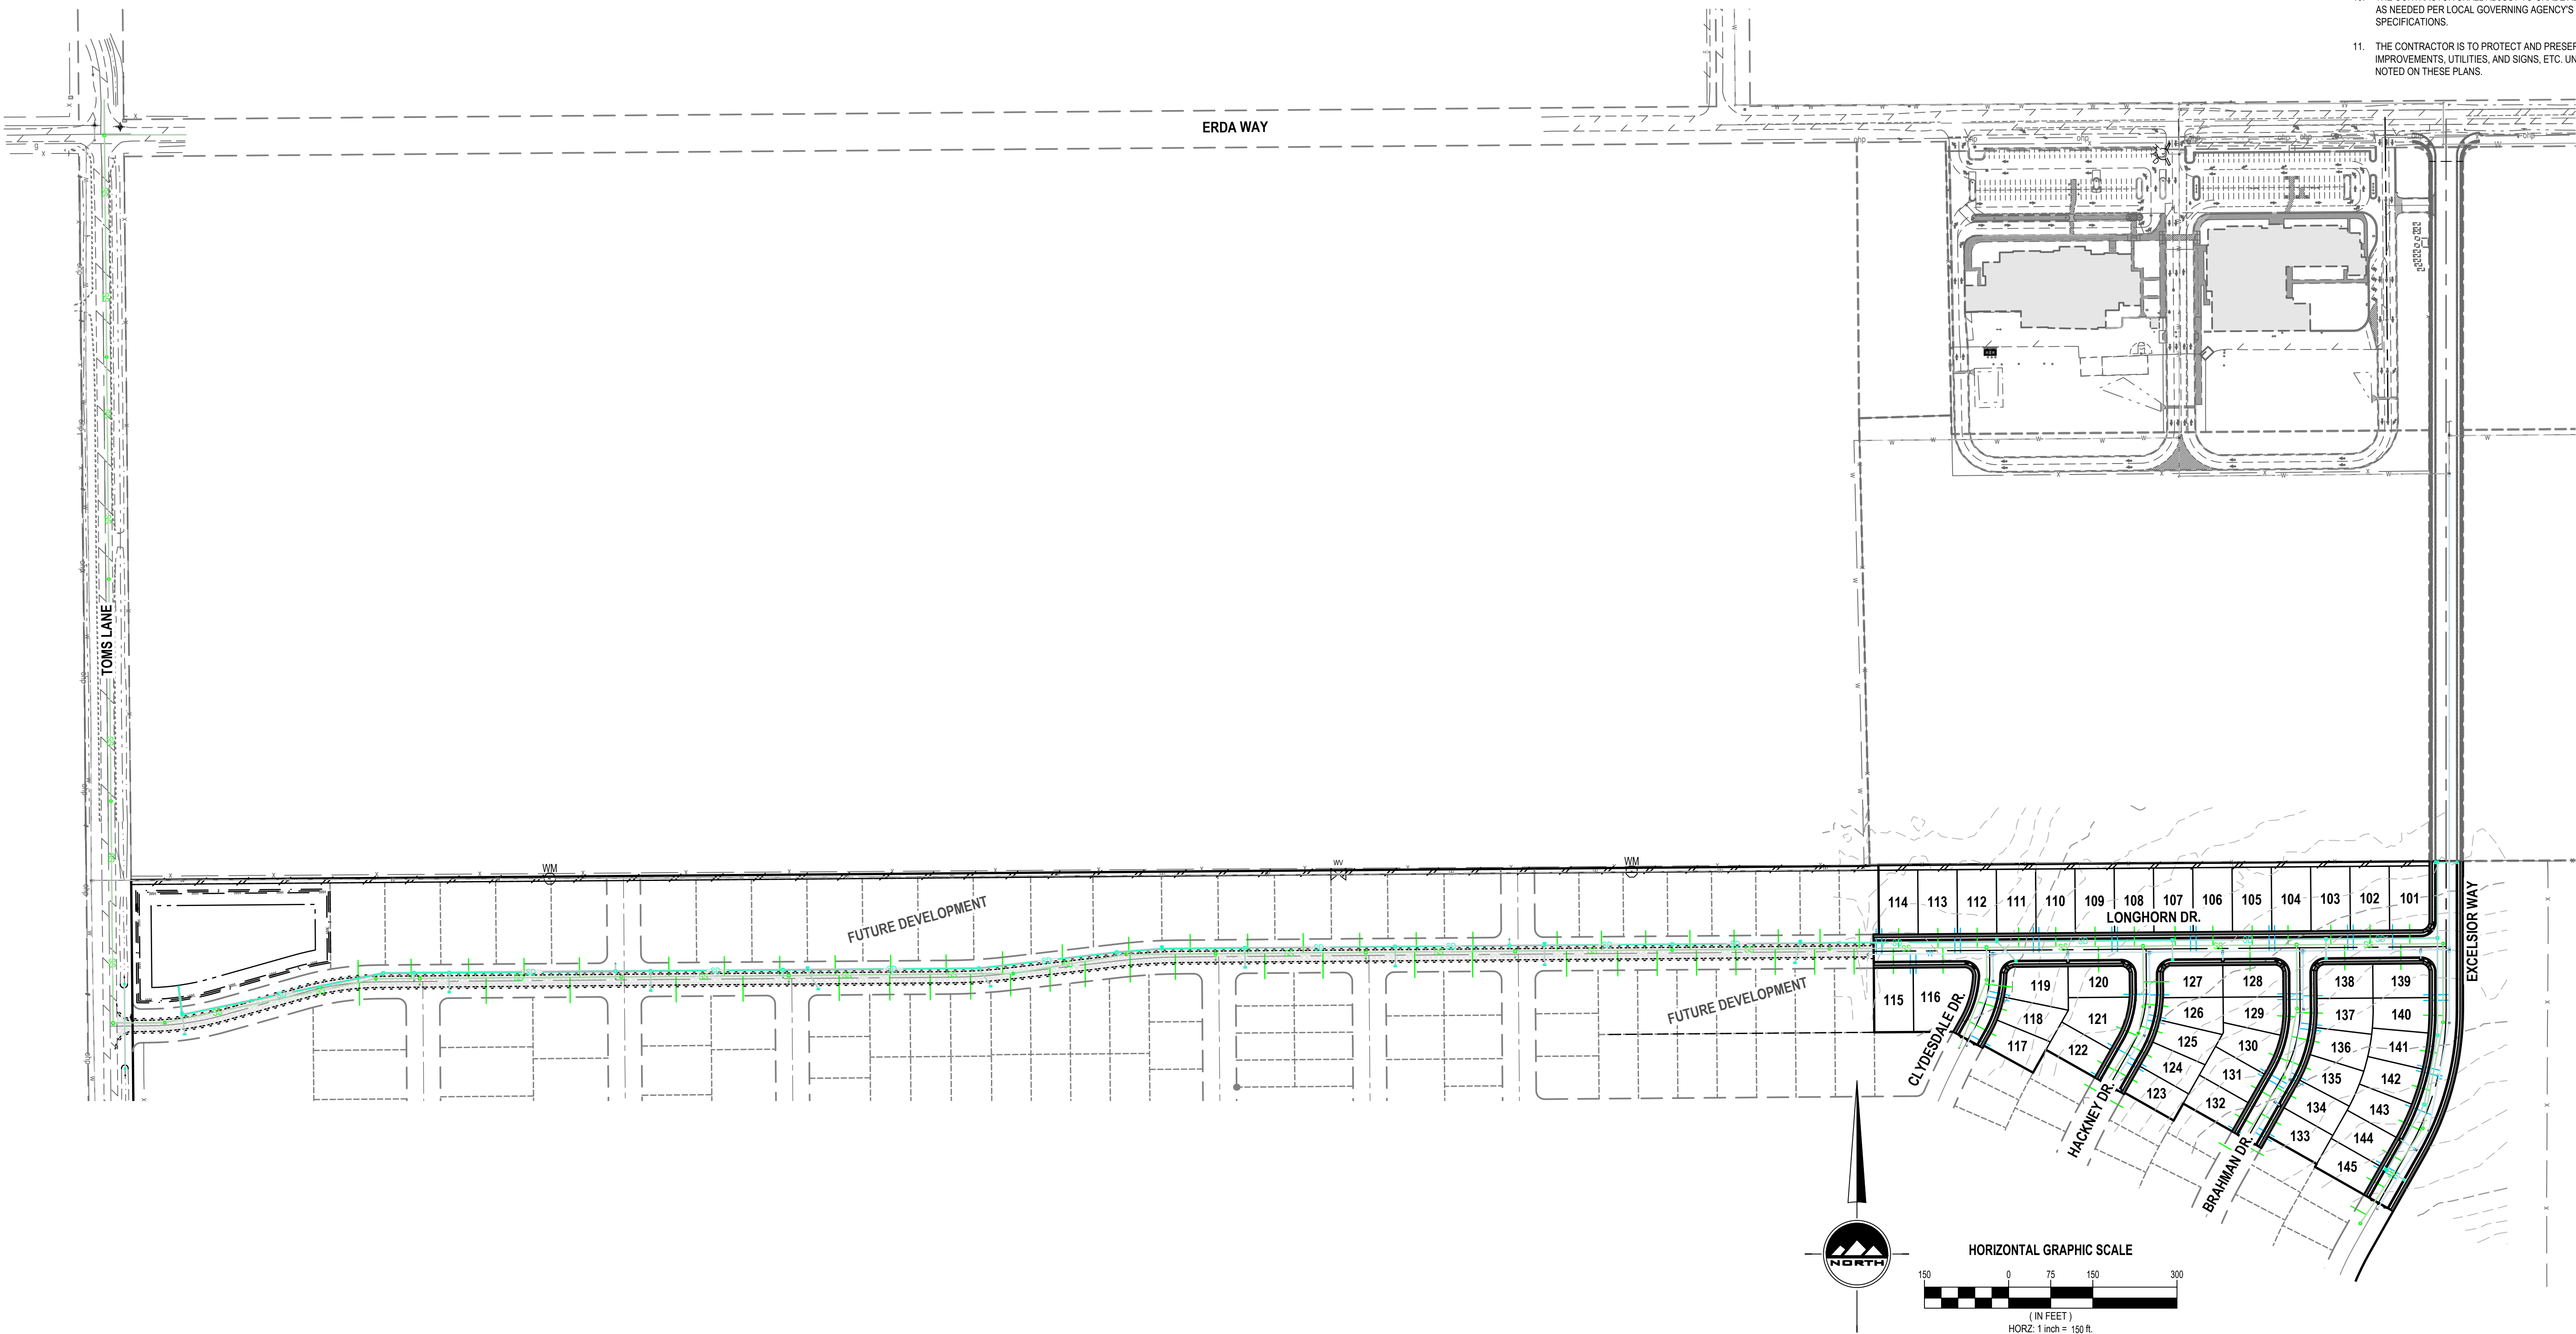 AS NEEDED PER LOCAL GOVERNING AGENCY'S
SPECIFICATIONS.
11. THE CONTRACTOR IS TO PROTECT AND PRESER
IMPROVEMENTS, UTILITIES, AND SIGNS, ETC. UN
NOTED ON THESE PLANS.
ERDA WAY
TOMS LANE
WM
WV
WM
FUTURE DEVELOPMENT
114 113 112 111 110 109 108 107 106 105 104 103 102 101
LONGHORN DR.
EXCELSIOR WAY
FUTURE DEVELOPMENT
115 116
CLYDESDALE DR.
119 120
118 121
117 122
HACKNEY DR.
127 128
126 129
125 130
124 131
123 132
BRAHMAN DR.
138 139
137 140
136 141
135 142
134 143
133 144
145
NORTH
HORIZONTAL GRAPHIC SCALE
150 0 75 150 300
( IN FEET )
HORZ: 1 inch = 150 ft.